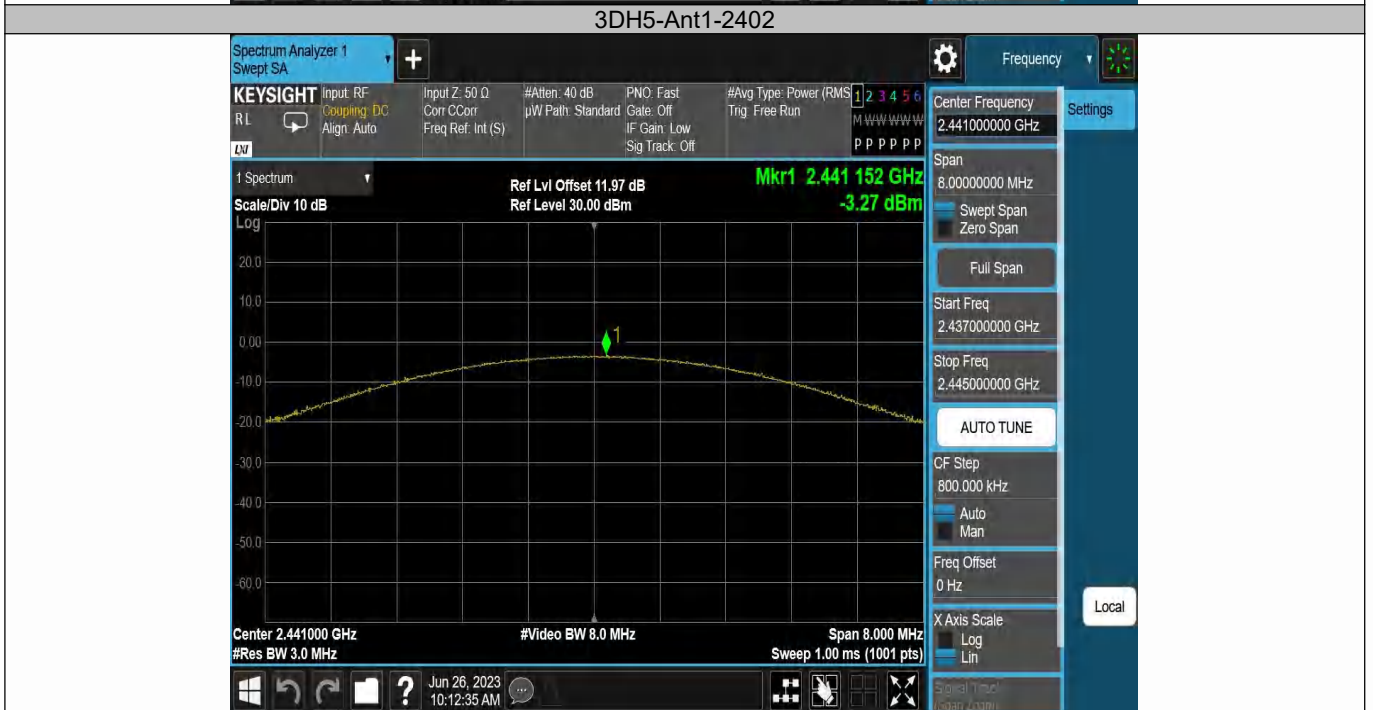 3DH5-Ant1-2402
Spectrum Analyzer 1
Swept SA
+
Frequency
KEYSIGHT
RL
LXI
Input: RF
Coupling: DC
Align: Auto
Input Z: 50 Ω
Corr CCorr
Freq Ref: Int (S)
#Atten: 40 dB
µW Path: Standard
PNO: Fast
Gate: Off
IF Gain: Low
Sig Track: Off
#Avg Type: Power (RMS
Trig: Free Run
1 2 3 4 5 6
M W W W W W
P P P P P P
Center Frequency
2.441000000 GHz
Settings
1 Spectrum
Ref Lvl Offset 11.97 dB
Mkr1 2.441 152 GHz
Scale/Div 10 dB
Ref Level 30.00 dBm
-3.27 dBm
Log
20.0
10.0
0.00
-10.0
-20.0
-30.0
-40.0
-50.0
-60.0
1
Span
8.00000000 MHz
Swept Span
Zero Span
Full Span
Start Freq
2.437000000 GHz
Stop Freq
2.445000000 GHz
AUTO TUNE
CF Step
800.000 kHz
Auto
Man
Freq Offset
0 Hz
X Axis Scale
Log
Lin
Local
Signal Track
(Span Zoom)
Center 2.441000 GHz
#Video BW 8.0 MHz
Span 8.000 MHz
#Res BW 3.0 MHz
Sweep 1.00 ms (1001 pts)
?
Jun 26, 2023
10:12:35 AM